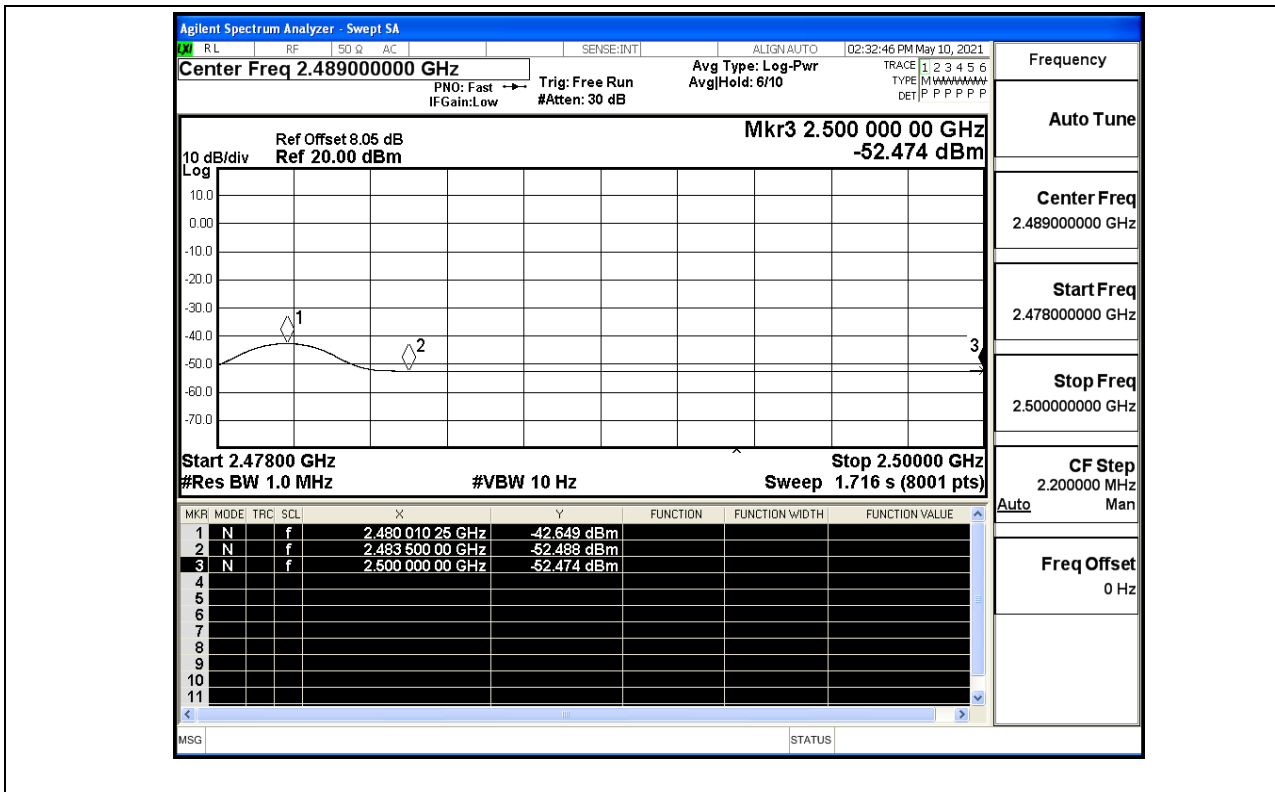 Agilent Spectrum Analyzer - Swept SA
LXI RL RF 50 Ω AC SENSE:INT ALIGN AUTO 02:32:46 PM May 10, 2021
Center Freq 2.489000000 GHz
PNO: Fast
IFGain:Low
Trig: Free Run
#Atten: 30 dB
Avg Type: Log-Pwr
Avg|Hold: 6/10
TRACE 1 2 3 4 5 6
TYPE M WWWWW
DET P P P P P P
Ref Offset 8.05 dB
10 dB/div Ref 20.00 dBm
Log
Mkr3 2.500 000 00 GHz
-52.474 dBm
10.0
0.00
-10.0
-20.0
-30.0
-40.0
-50.0
-60.0
-70.0
1
2
3
Start 2.47800 GHz Stop 2.50000 GHz
#Res BW 1.0 MHz #VBW 10 Hz Sweep 1.716 s (8001 pts)
MKR MODE TRC SCL X Y FUNCTION FUNCTION WIDTH FUNCTION VALUE
1 N f 2.480 010 25 GHz -42.649 dBm
2 N f 2.483 500 00 GHz -52.488 dBm
3 N f 2.500 000 00 GHz -52.474 dBm
4
5
6
7
8
9
10
11
MSG STATUS
Frequency
Auto Tune
Center Freq
2.489000000 GHz
Start Freq
2.478000000 GHz
Stop Freq
2.500000000 GHz
CF Step
2.200000 MHz
Auto Man
Freq Offset
0 Hz